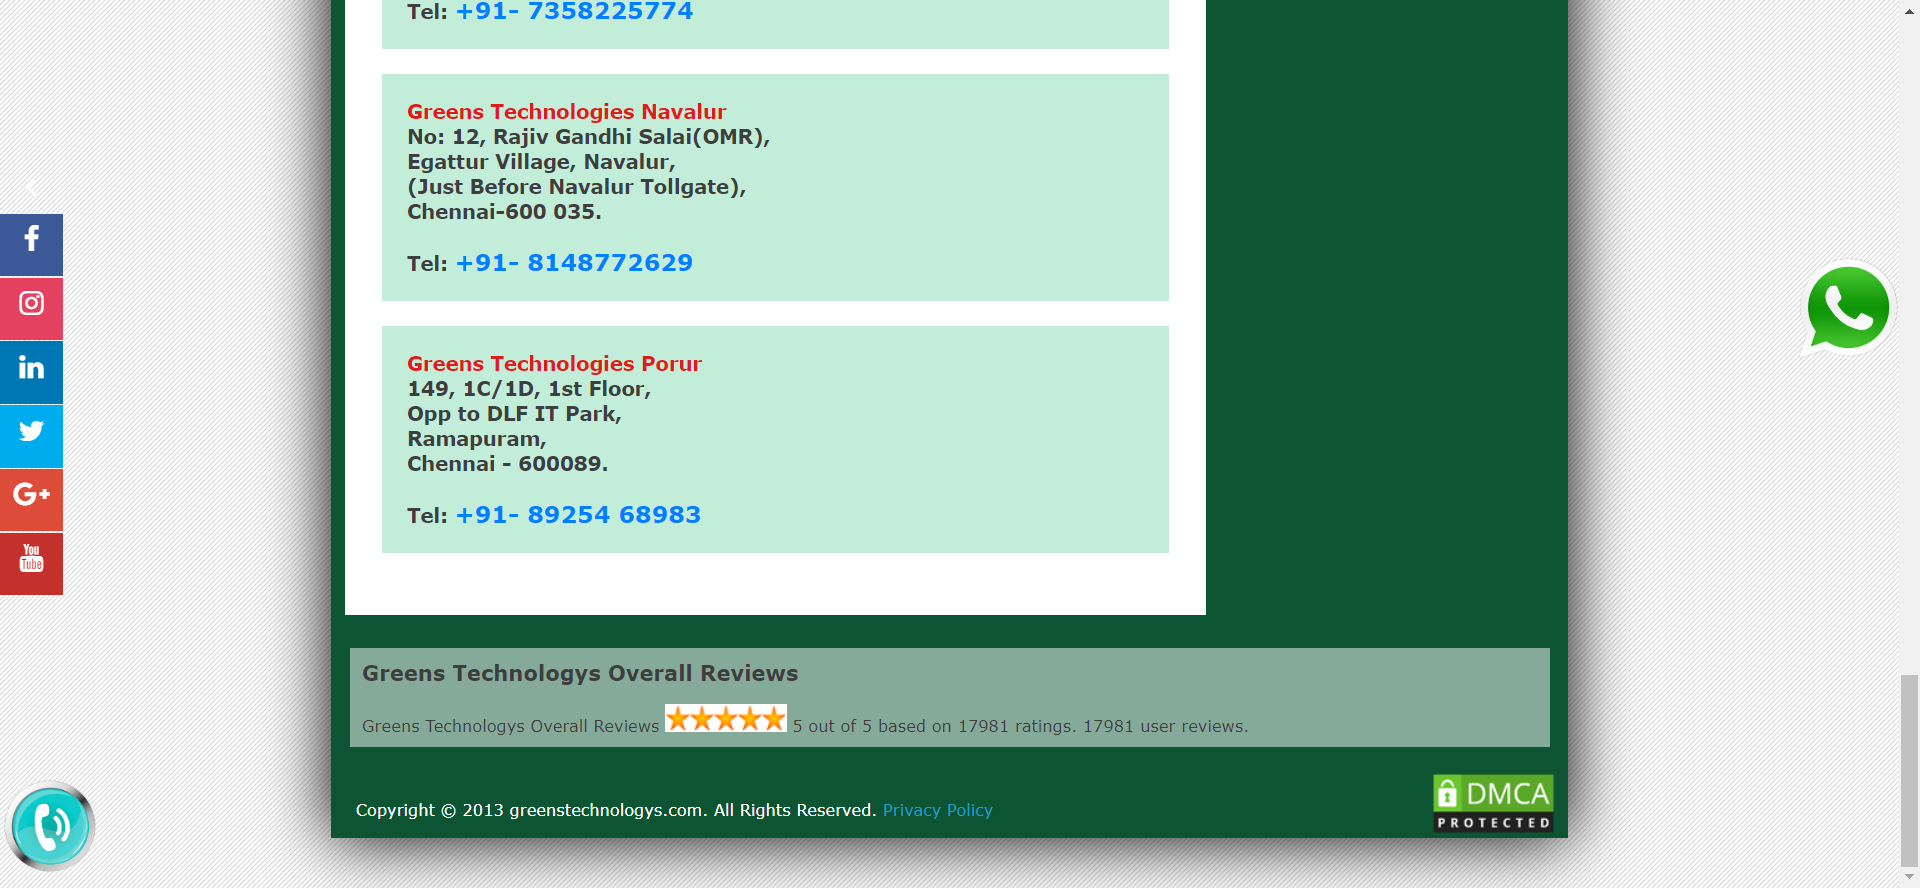 Tel: +91- 7358225774
Greens Technologies Navalur
No: 12, Rajiv Gandhi Salai(OMR),
Egattur Village, Navalur,
(Just Before Navalur Tollgate),
Chennai-600 035.
Tel: +91- 8148772629
Greens Technologies Porur
149, 1C/1D, 1st Floor,
Opp to DLF IT Park,
Ramapuram,
Chennai - 600089.
Tel: +91- 89254 68983
f
in
G+
You
Tube
Greens Technologys Overall Reviews
Greens Technologys Overall Reviews 5 out of 5 based on 17981 ratings. 17981 user reviews.
Copyright © 2013 greenstechnologys.com. All Rights Reserved. Privacy Policy
DMCA
PROTECTED